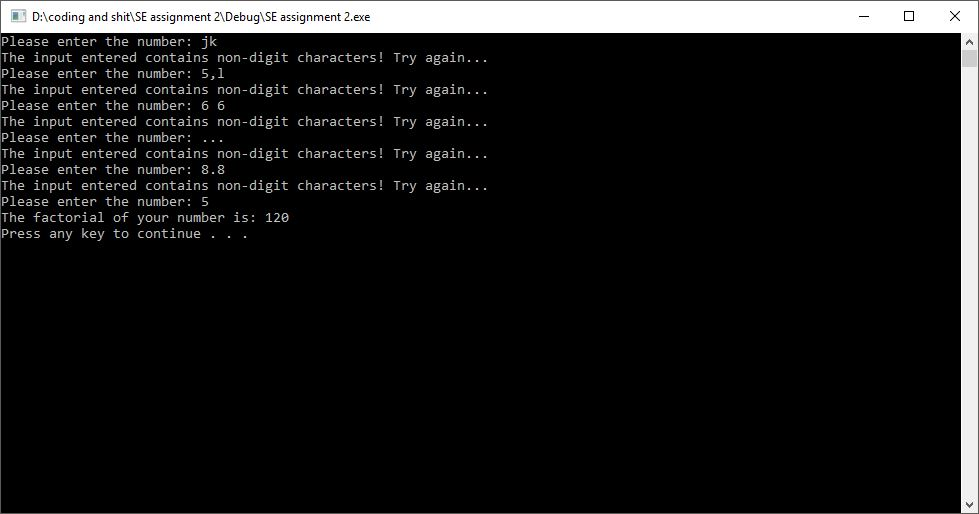 D:\coding and shit\SE assignment 2\Debug\SE assignment 2.exe
Please enter the number: jk
The input entered contains non-digit characters! Try again...
Please enter the number: 5,l
The input entered contains non-digit characters! Try again...
Please enter the number: 6 6
The input entered contains non-digit characters! Try again...
Please enter the number: ...
The input entered contains non-digit characters! Try again...
Please enter the number: 8.8
The input entered contains non-digit characters! Try again...
Please enter the number: 5
The factorial of your number is: 120
Press any key to continue . . .